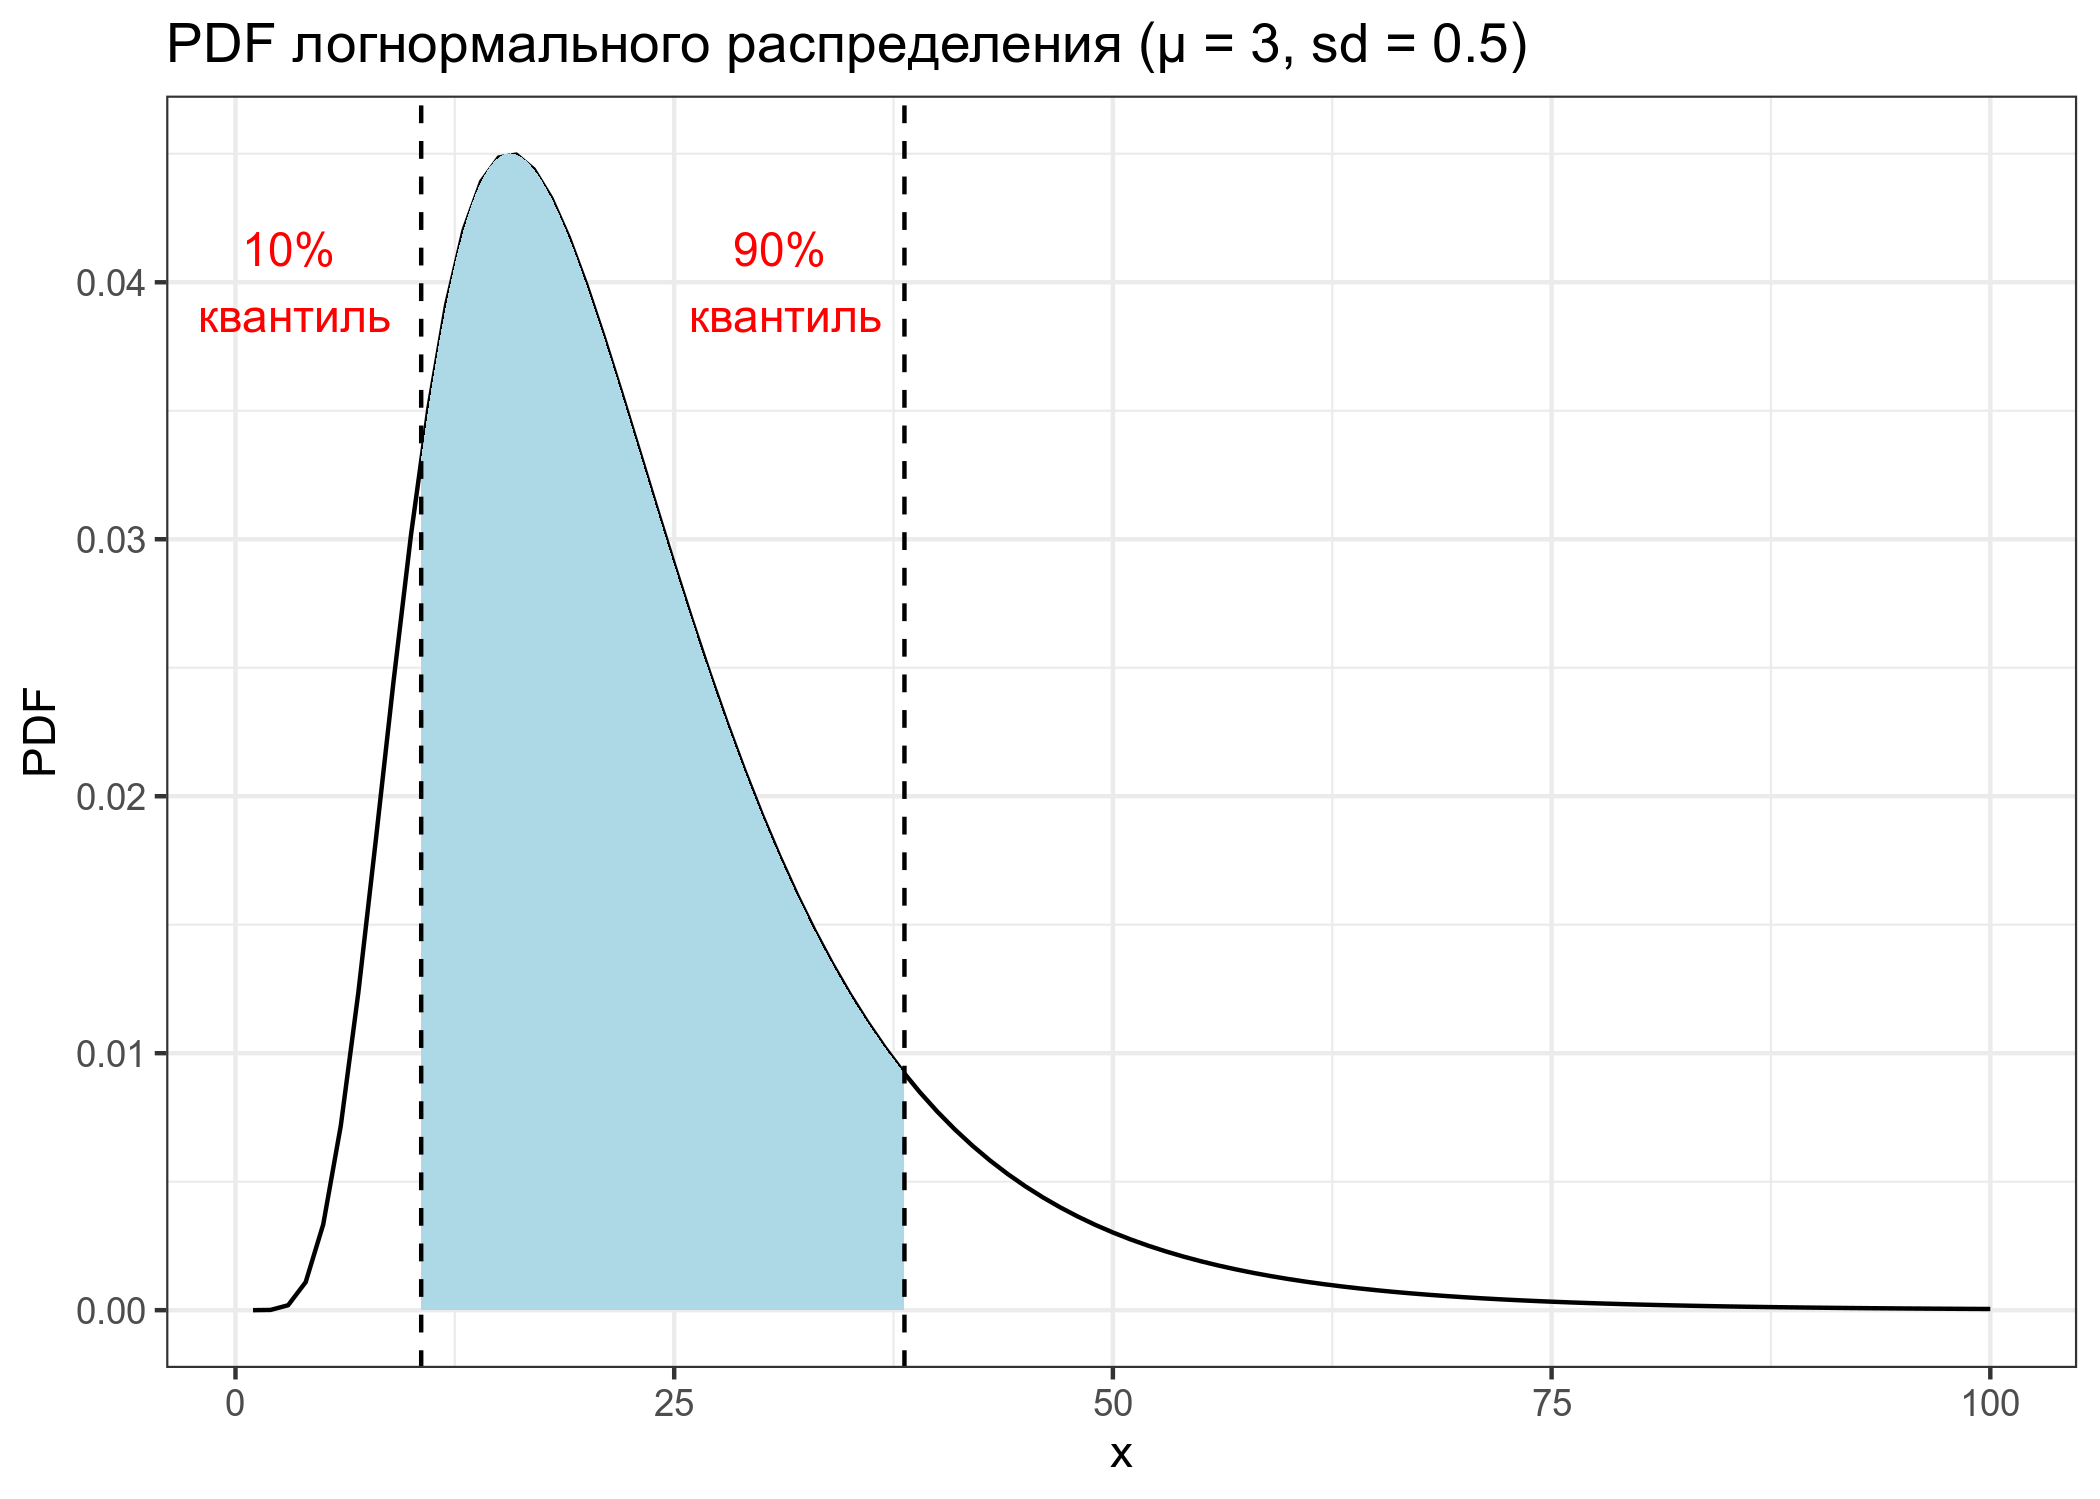 PDF логнормального распределения (μ = 3, sd = 0.5)
10%
квантиль
90%
квантиль
0.04
0.03
0.02
0.01
0.00
PDF
0
25
50
75
100
x